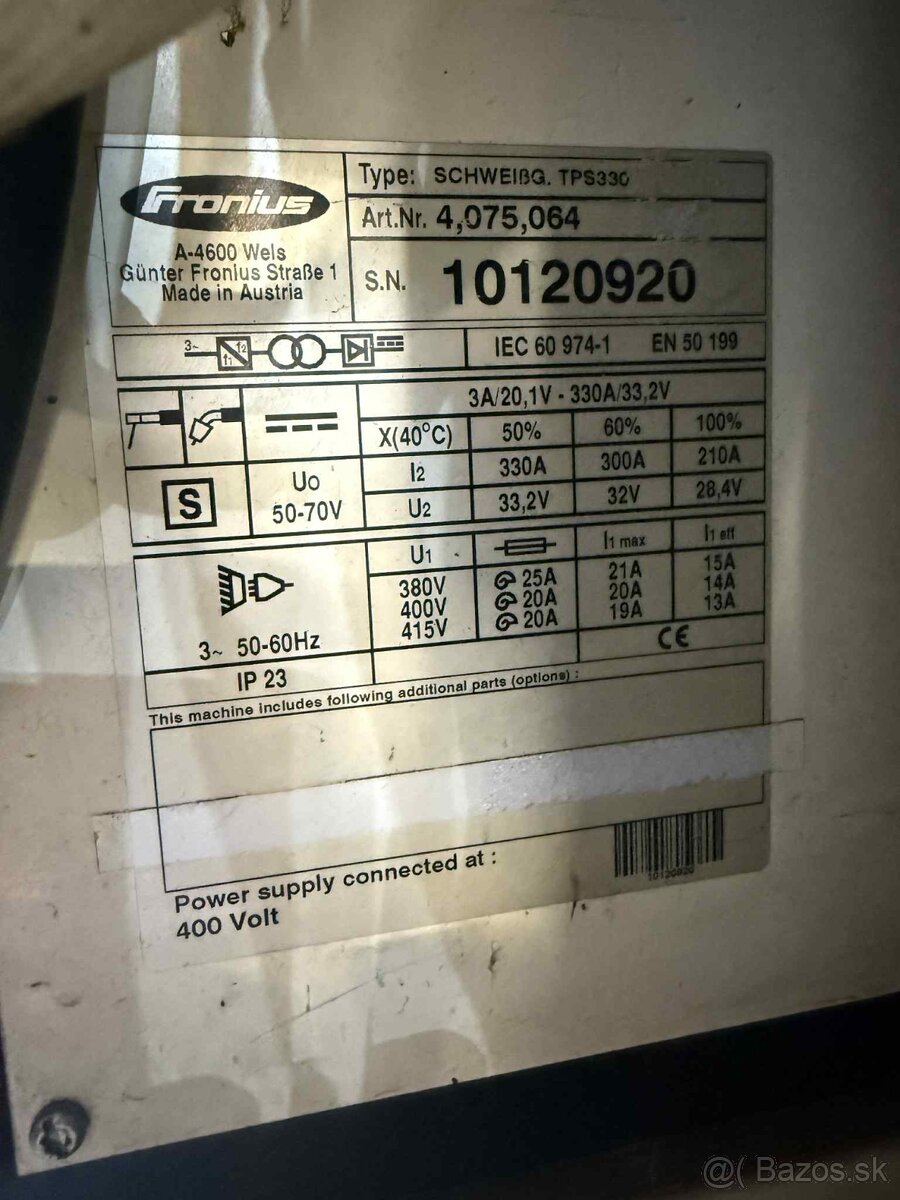 Fronius
A-4600 Wels
Günter Fronius Straße 1
Made in Austria
Type: SCHWEIßG. TPS330
Art.Nr. 4,075,064
S.N. 10120920
3~ f1 f2
IEC 60 974-1 EN 50 199
3A/20,1V - 330A/33,2V
X(40°C) 50% 60% 100%
I2 330A 300A 210A
U2 33,2V 32V 28,4V
S
U0
50-70V
U1 I1 max I1 eff
380V 25A 21A 15A
400V 20A 20A 14A
415V 20A 19A 13A
3~ 50-60Hz
CE
IP 23
This machine includes following additional parts (options) :
Power supply connected at :
400 Volt
10120920
@( Bazos.sk